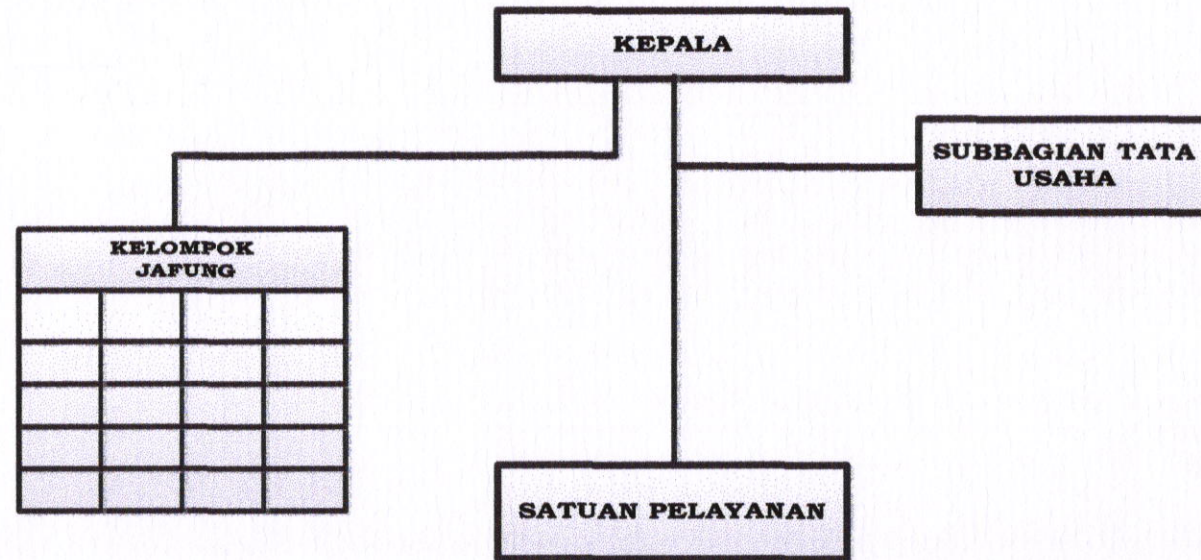 KEPALA
SUBBAGIAN TATA
USAHA
KELOMPOK
JAFUNG
SATUAN PELAYANAN